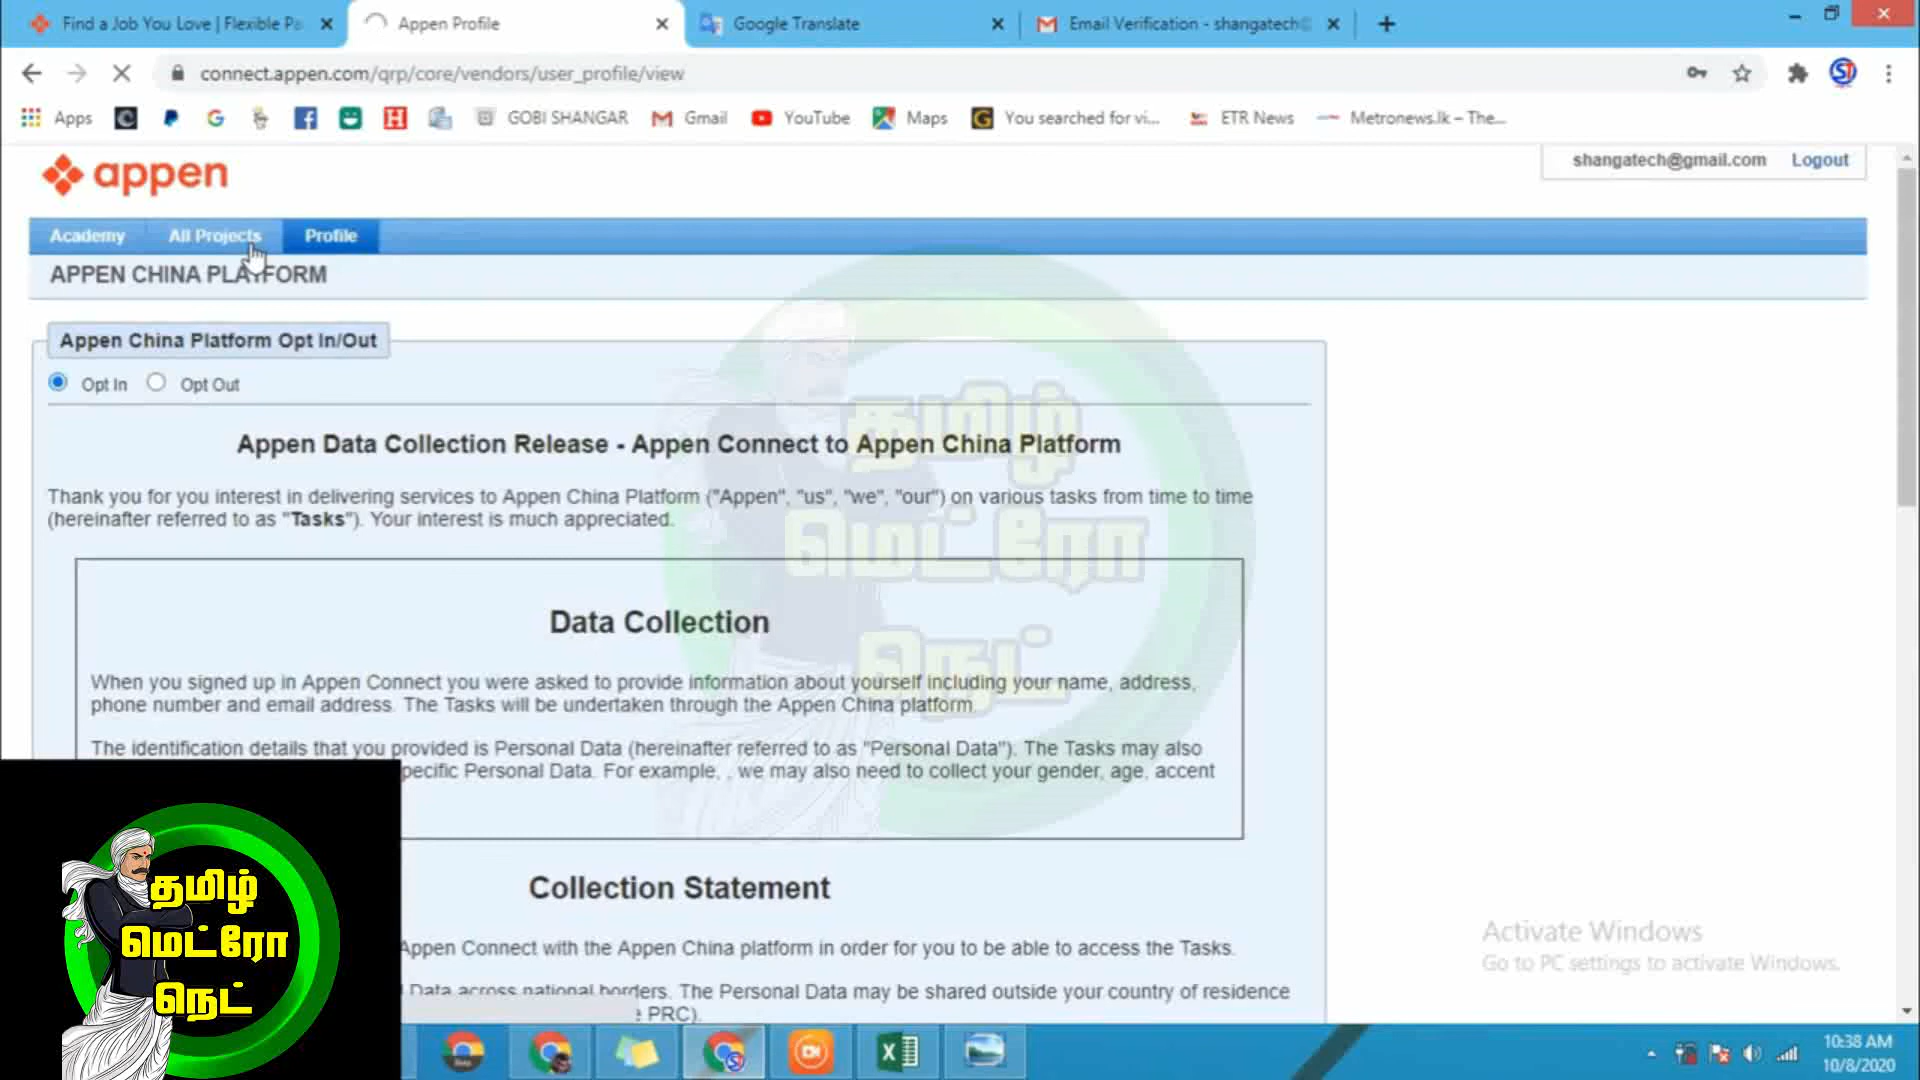 Find a Job You Love | Flexible Pa
Appen Profile
Google Translate
Email Verification - shangatech@
connect.appen.com/qrp/core/vendors/user_profile/view
Apps
GOBI SHANGAR
Gmail
YouTube
Maps
You searched for vi...
ETR News
Metronews.lk – The...
appen
shangatech@gmail.com Logout
Academy
All Projects
Profile
APPEN CHINA PLATFORM
Appen China Platform Opt In/Out
Opt In
Opt Out
Appen Data Collection Release - Appen Connect to Appen China Platform
Thank you for you interest in delivering services to Appen China Platform ("Appen", "us", "we", "our") on various tasks from time to time
(hereinafter referred to as "Tasks"). Your interest is much appreciated.
தமிழ்
மெட்ரோ
நெட்
Data Collection
When you signed up in Appen Connect you were asked to provide information about yourself including your name, address,
phone number and email address. The Tasks will be undertaken through the Appen China platform.
The identification details that you provided is Personal Data (hereinafter referred to as "Personal Data"). The Tasks may also
pecific Personal Data. For example, , we may also need to collect your gender, age, accent
Collection Statement
Appen Connect with the Appen China platform in order for you to be able to access the Tasks.
Data across national borders. The Personal Data may be shared outside your country of residence
PRC).
தமிழ்
மெட்ரோ
நெட்
Activate Windows
Go to PC settings to activate Windows.
10:38 AM
10/8/2020